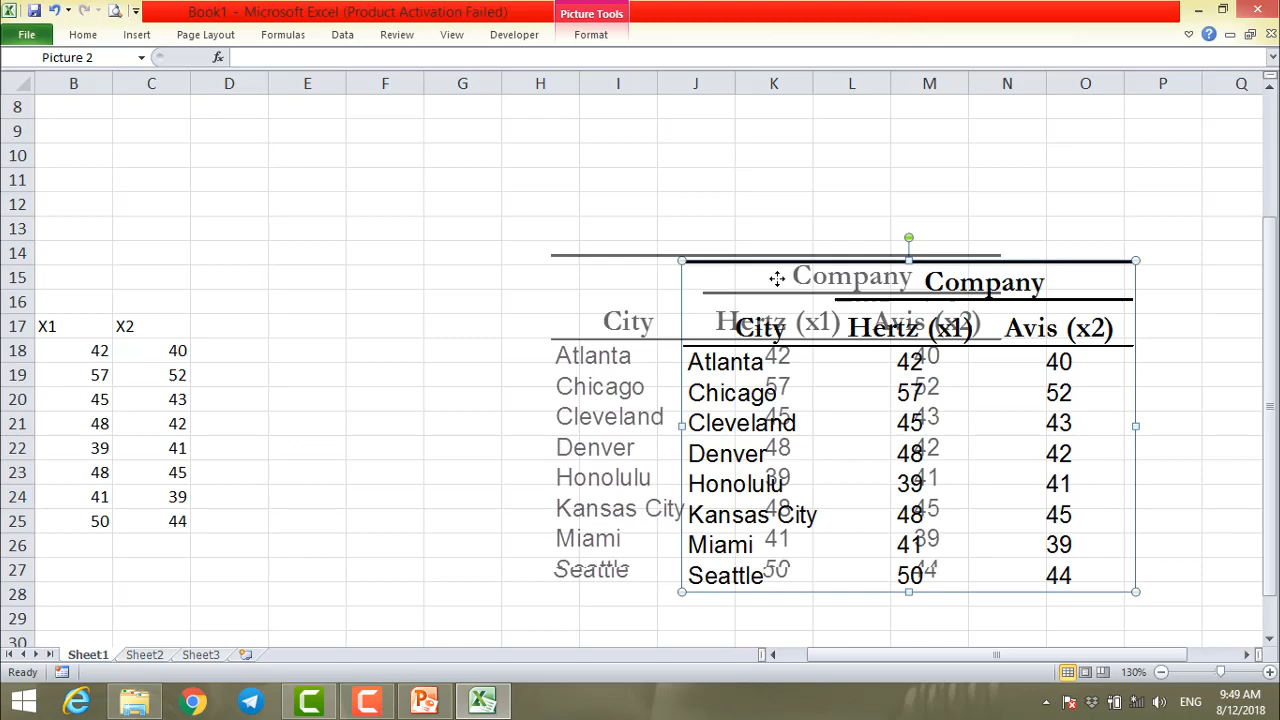 Book1 - Microsoft Excel (Product Activation Failed)
Picture Tools
File Home Insert Page Layout Formulas Data Review View Developer Format
Picture 2 fx
B C D E F G H I J K L M N O P Q
8
9
10
11
12
13
14
15
16
17 X1 X2
18 42 40
19 57 52
20 45 43
21 48 42
22 39 41
23 48 45
24 41 39
25 50 44
26
27
28
29
30
Company
City Hertz (x1) Avis (x2)
Atlanta 42 40
Chicago 57 52
Cleveland 45 43
Denver 48 42
Honolulu 39 41
Kansas City 48 45
Miami 41 39
Seattle 50 44
Company
City Hertz (x1) Avis (x2)
Atlanta 42 40
Chicago 57 52
Cleveland 45 43
Denver 48 42
Honolulu 39 41
Kansas City 48 45
Miami 41 39
Seattle 50 44
Sheet1 Sheet2 Sheet3
Ready 130%
ENG 9:49 AM
8/12/2018